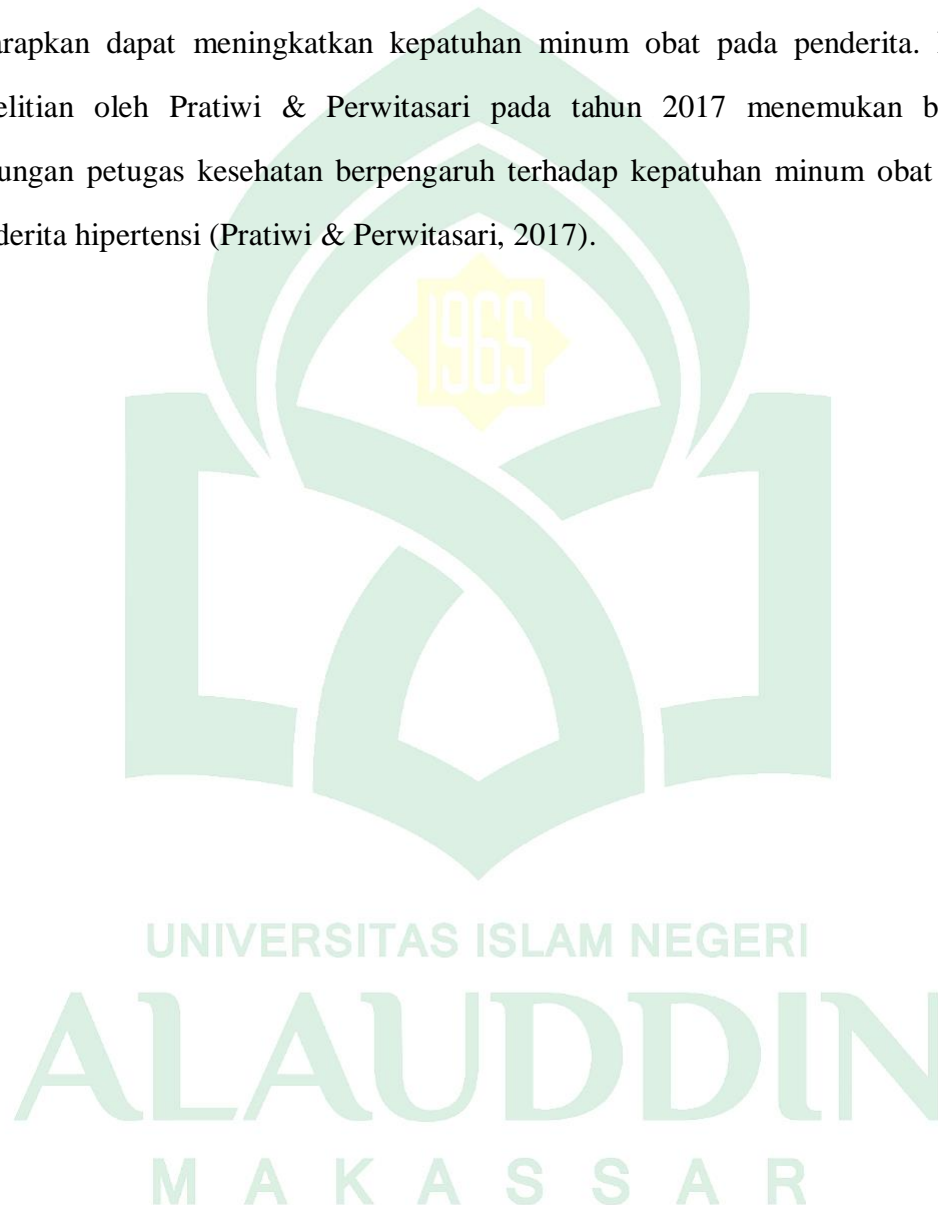 arapkan dapat meningkatkan kepatuhan minum obat pada penderita.
elitian oleh Pratiwi & Perwitasari pada tahun 2017 menemukan b
ungan petugas kesehatan berpengaruh terhadap kepatuhan minum obat
derita hipertensi (Pratiwi & Perwitasari, 2017).
1965
UNIVERSITAS ISLAM NEGERI
ALAUDDIN
MAKASSAR